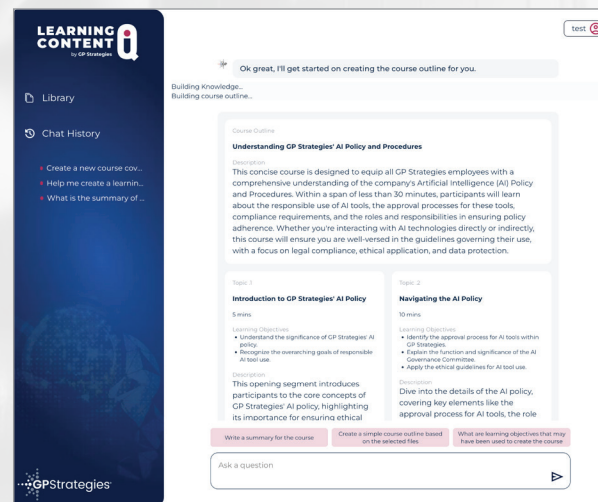 LEARNING
CONTENT
by GP Strategies
test
Library
Chat History
Create a new course cov...
Help me create a learnin...
What is the summary of ...
GPStrategies
Ok great, I'll get started on creating the course outline for you.
Building Knowledge...
Building course outline...
Course Outline
Understanding GP Strategies' AI Policy and Procedures
Description
This concise course is designed to equip all GP Strategies employees with a
comprehensive understanding of the company's Artificial Intelligence (AI) Policy
and Procedures. Within a span of less than 30 minutes, participants will learn
about the responsible use of AI tools, the approval processes for these tools,
compliance requirements, and the roles and responsibilities in ensuring policy
adherence. Whether you're interacting with AI technologies directly or indirectly,
this course will ensure you are well-versed in the guidelines governing their use,
with a focus on legal compliance, ethical application, and data protection.
Topic: 1
Introduction to GP Strategies' AI Policy
5 mins
Learning Objectives
Understand the significance of GP Strategies' AI
policy.
Recognize the overarching goals of responsible
AI tool use.
Description
This opening segment introduces
participants to the core concepts of
GP Strategies' AI policy, highlighting
its importance for ensuring ethical
Topic: 2
Navigating the AI Policy
10 mins
Learning Objectives
Identify the approval process for AI tools within
GP Strategies.
Explain the function and significance of the AI
Governance Committee.
Apply the ethical guidelines for AI tool use.
Description
Dive into the details of the AI policy,
covering key elements like the
approval process for AI tools, the role
Write a summary for the course
Create a simple course outline based
on the selected files
What are learning objectives that may
have been used to create the course
Ask a question